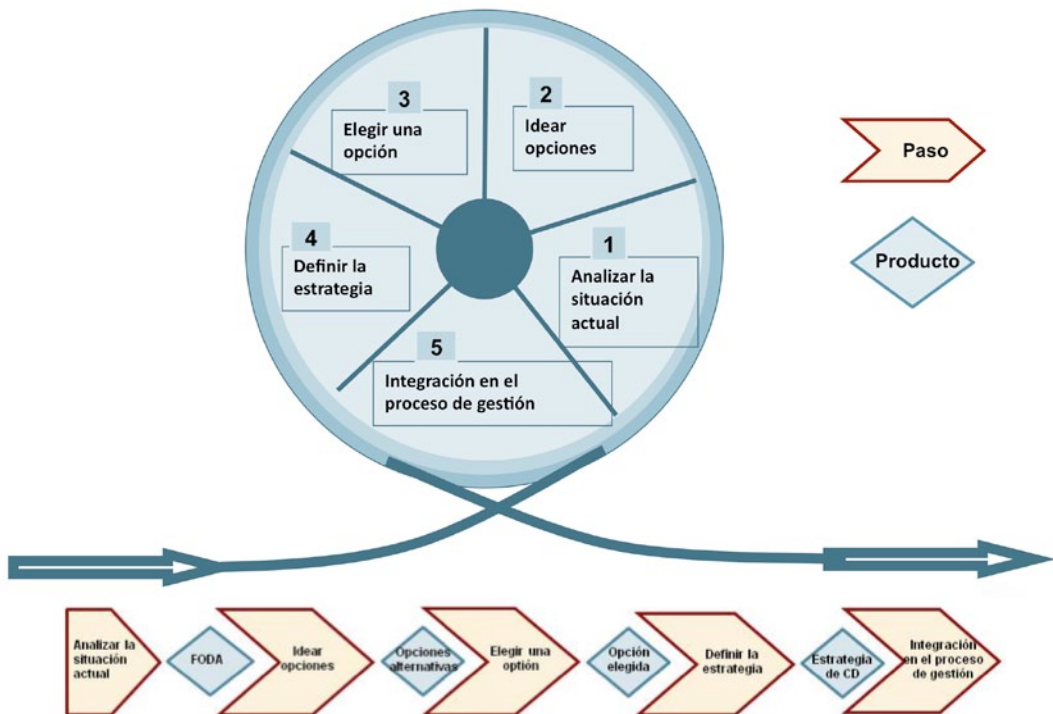 3
Elegir una
opción
2
Idear
opciones
4
Definir la
estrategia
1
Analizar la
situación
actual
5
Integración en el
proceso de gestión
Paso
Producto
Analizar la
situación
actual
FODA
Idear
opciones
Opciones
alternativas
Elegir una
optión
Opción
elegida
Definir la
estrategia
Estrategia
de CD
Integración
en el proceso
de gestión